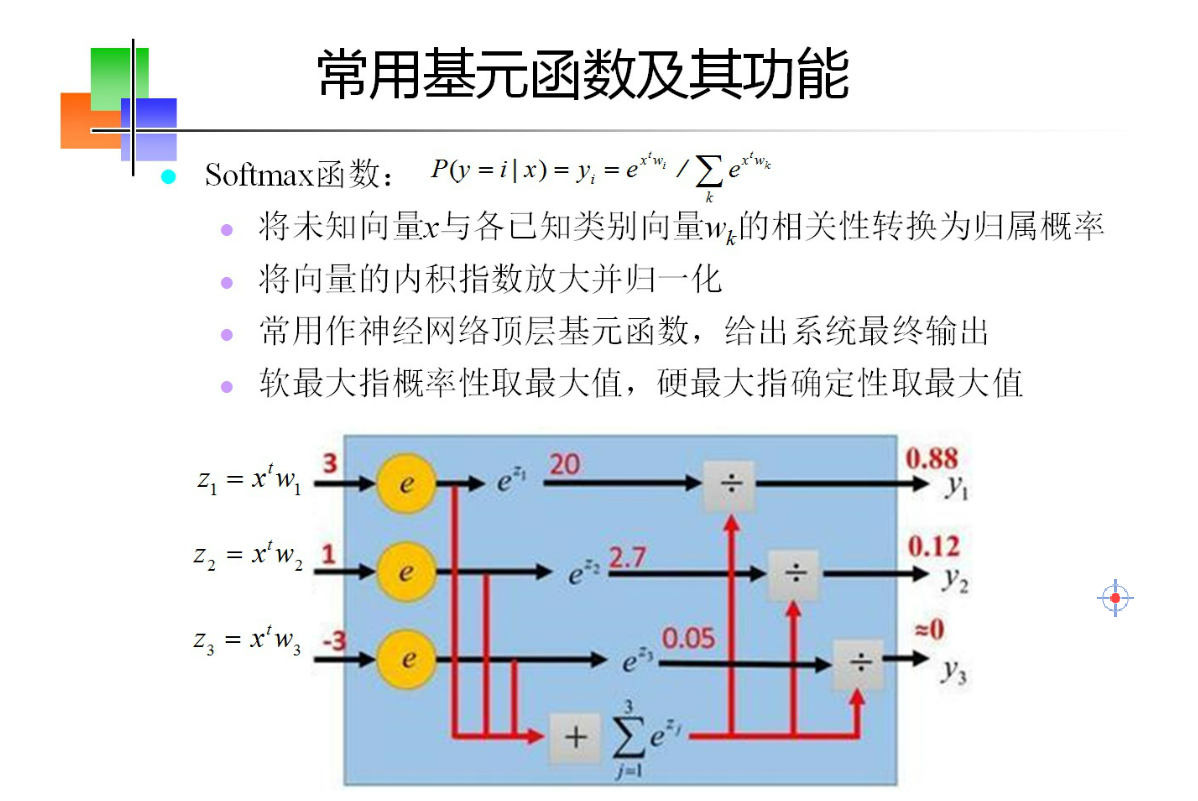 常用基元函数及其功能
Softmax函数： P(y = i | x) = y_i = e^{x^t w_i} / ∑_k e^{x^t w_k}
将未知向量x与各已知类别向量w_k的相关性转换为归属概率
将向量的内积指数放大并归一化
常用作神经网络顶层基元函数，给出系统最终输出
软最大指概率性取最大值，硬最大指确定性取最大值
z_1 = x^t w_1 3 e e^{z_1} 20 ÷ 0.88 y_1
z_2 = x^t w_2 1 e e^{z_2} 2.7 ÷ 0.12 y_2
z_3 = x^t w_3 -3 e e^{z_3} 0.05 ÷ ≈0 y_3
+ ∑_{j=1}^{3} e^{z_j}